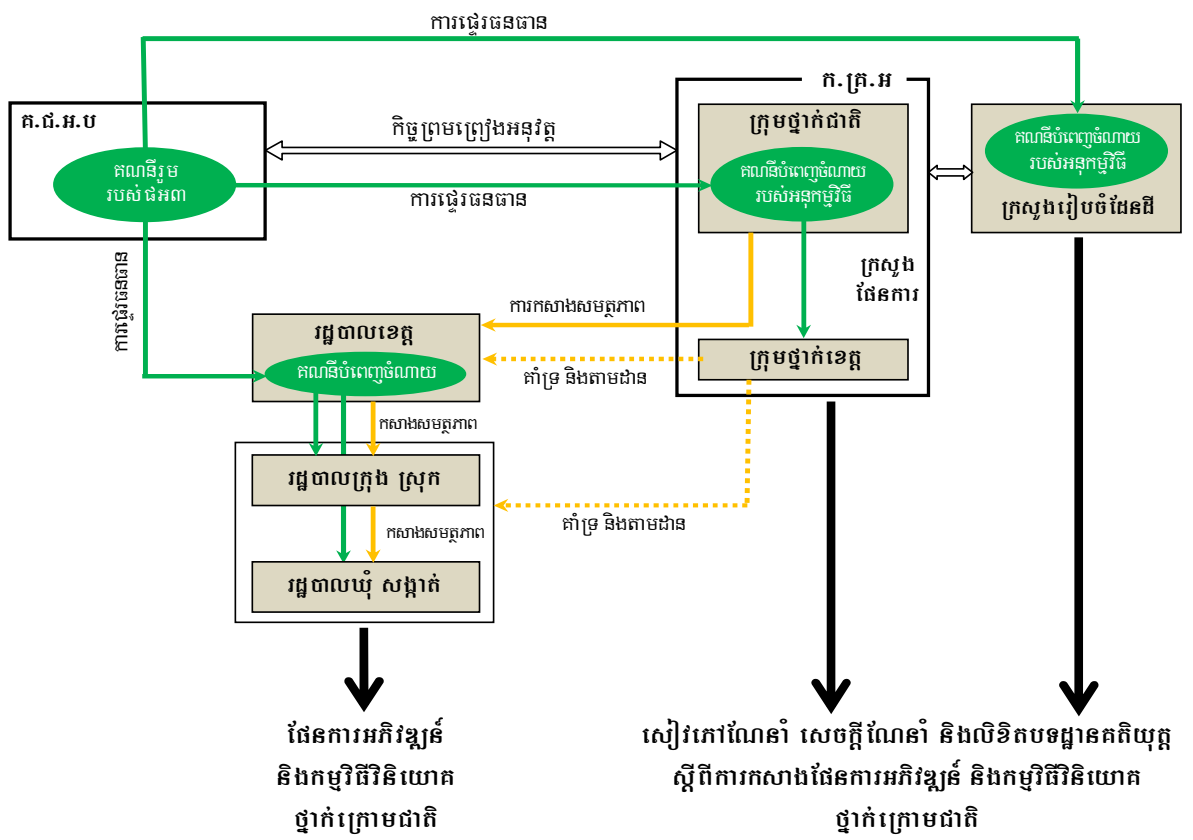 ការផ្ទេរធនធាន
ក.គ្រ.អ
គ.ជ.អ.ប
គណនីរួម
របស់ផអ៣
កិច្ចព្រមព្រៀងអនុវត្ត
ការផ្ទេរធនធាន
ក្រុមថ្នាក់ជាតិ
គណនីបំពេញចំណាយ
របស់អនុកម្មវិធី
គណនីបំពេញចំណាយ
របស់អនុកម្មវិធី
ក្រសួងរៀបចំដែនដី
ក្រសួង
ផែនការ
ការផ្ទេរធនធាន
ការកសាងសមត្ថភាព
រដ្ឋបាលខេត្ត
គណនីបំពេញចំណាយ
គាំទ្រ និងតាមដាន
ក្រុមថ្នាក់ខេត្ត
កសាងសមត្ថភាព
រដ្ឋបាលក្រុង ស្រុក
គាំទ្រ និងតាមដាន
កសាងសមត្ថភាព
រដ្ឋបាលឃុំ សង្កាត់
ផែនការអភិវឌ្ឍន៍
និងកម្មវិធីវិនិយោគ
ថ្នាក់ក្រោមជាតិ
សៀវភៅណែនាំ សេចក្តីណែនាំ និងលិខិតបទដ្ឋានគតិយុត្ត
ស្តីពីការកសាងផែនការអភិវឌ្ឍន៍ និងកម្មវិធីវិនិយោគ
ថ្នាក់ក្រោមជាតិ